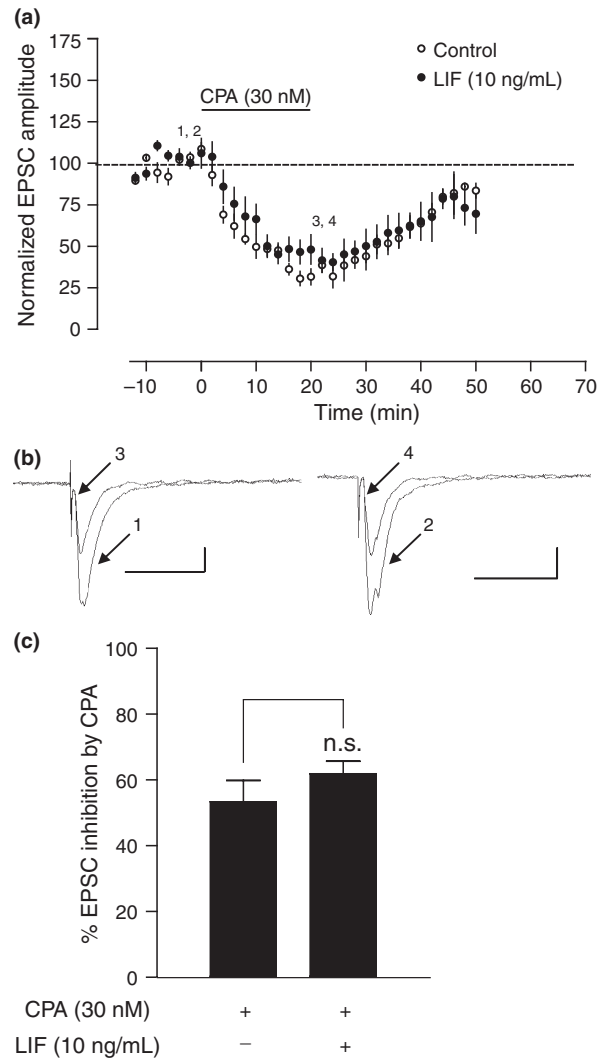 (a)
175
150
125
100
75
50
25
0
Normalized EPSC amplitude
Control
LIF (10 ng/mL)
CPA (30 nM)
1, 2
3, 4
−10 0 10 20 30 40 50 60 70
Time (min)
(b)
3
1
4
2
(c)
100
80
60
40
20
0
% EPSC inhibition by CPA
n.s.
CPA (30 nM) + +
LIF (10 ng/mL) − +